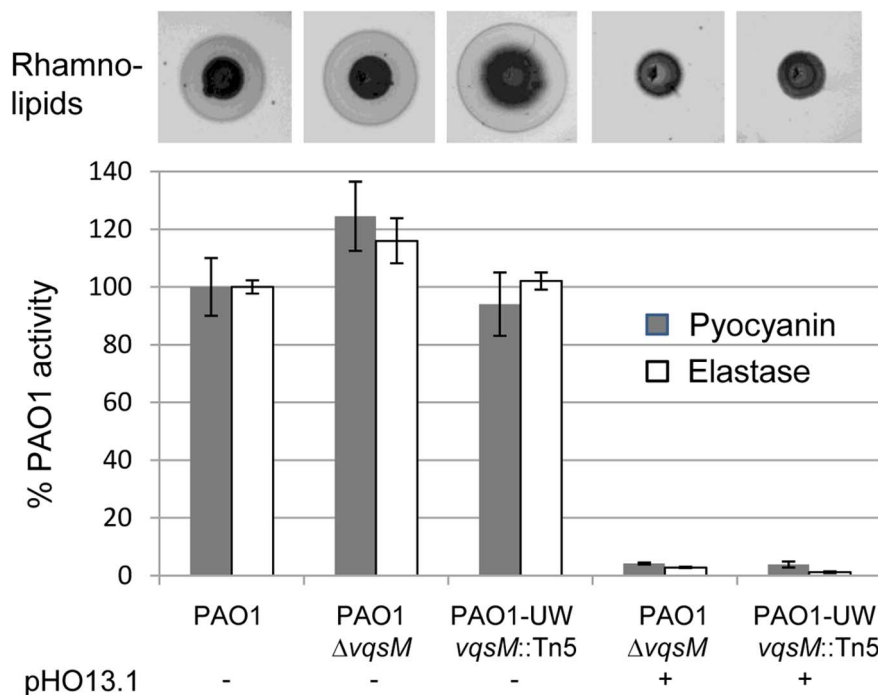 Rhamno-
lipids
140
120
100
80
60
40
20
0
% PAO1 activity
Pyocyanin
Elastase
PAO1 PAO1 PAO1-UW PAO1 PAO1-UW
ΔvqsM vqsM::Tn5 ΔvqsM vqsM::Tn5
pHO13.1 - - - + +